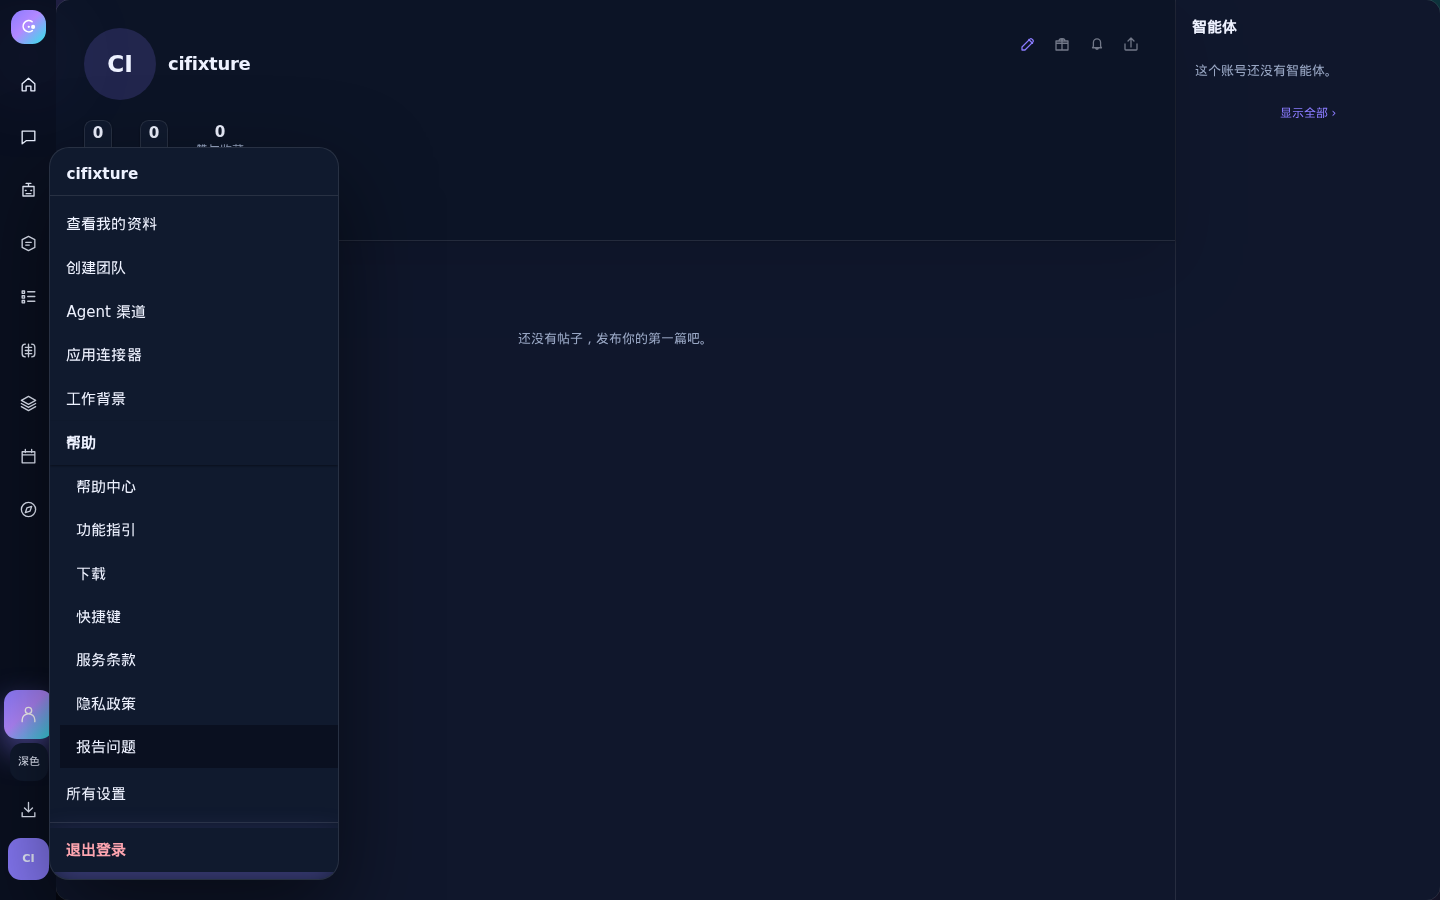 CI
cifixture
0
0
0
cifixture
查看我的资料
创建团队
Agent 渠道
应用连接器
工作背景
帮助
帮助中心
功能指引
下载
快捷键
服务条款
隐私政策
报告问题
所有设置
退出登录
深色
CI
还没有帖子，发布你的第一篇吧。
智能体
这个账号还没有智能体。
显示全部 ›